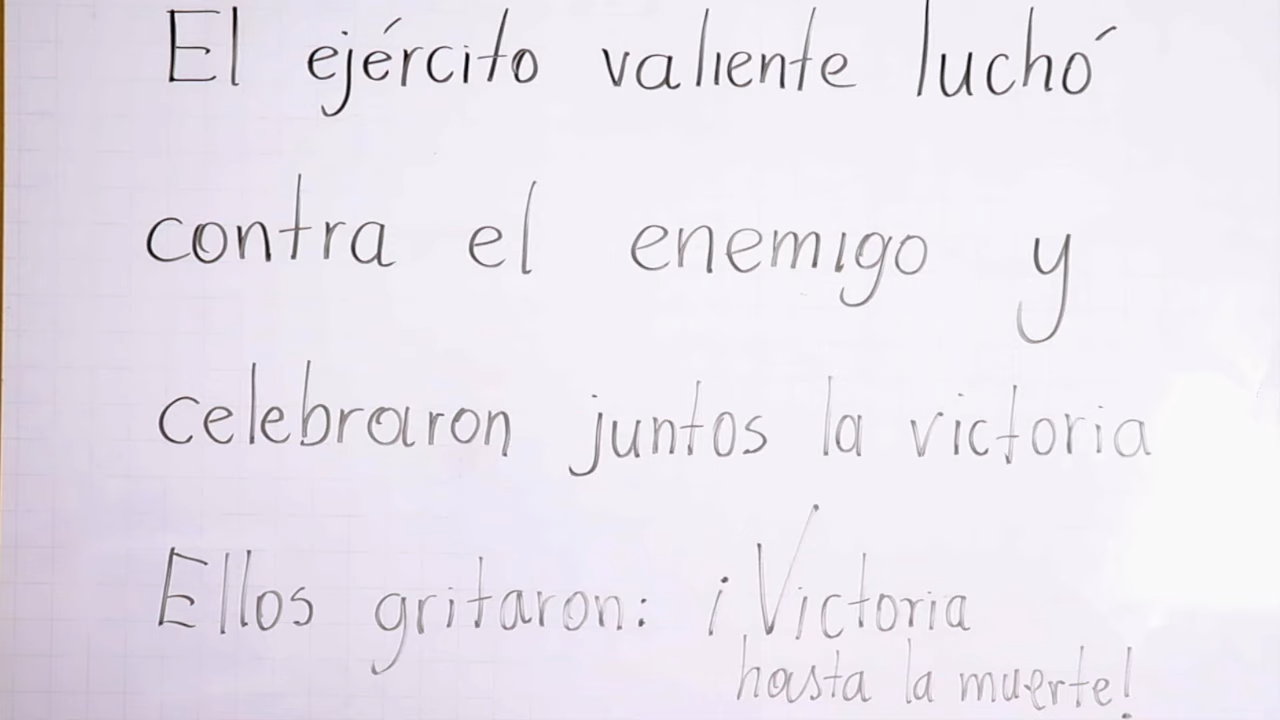 El ejército valiente luchó
contra el enemigo y
celebraron juntos la victoria
Ellos gritaron: ¡Victoria
hasta la muerte!